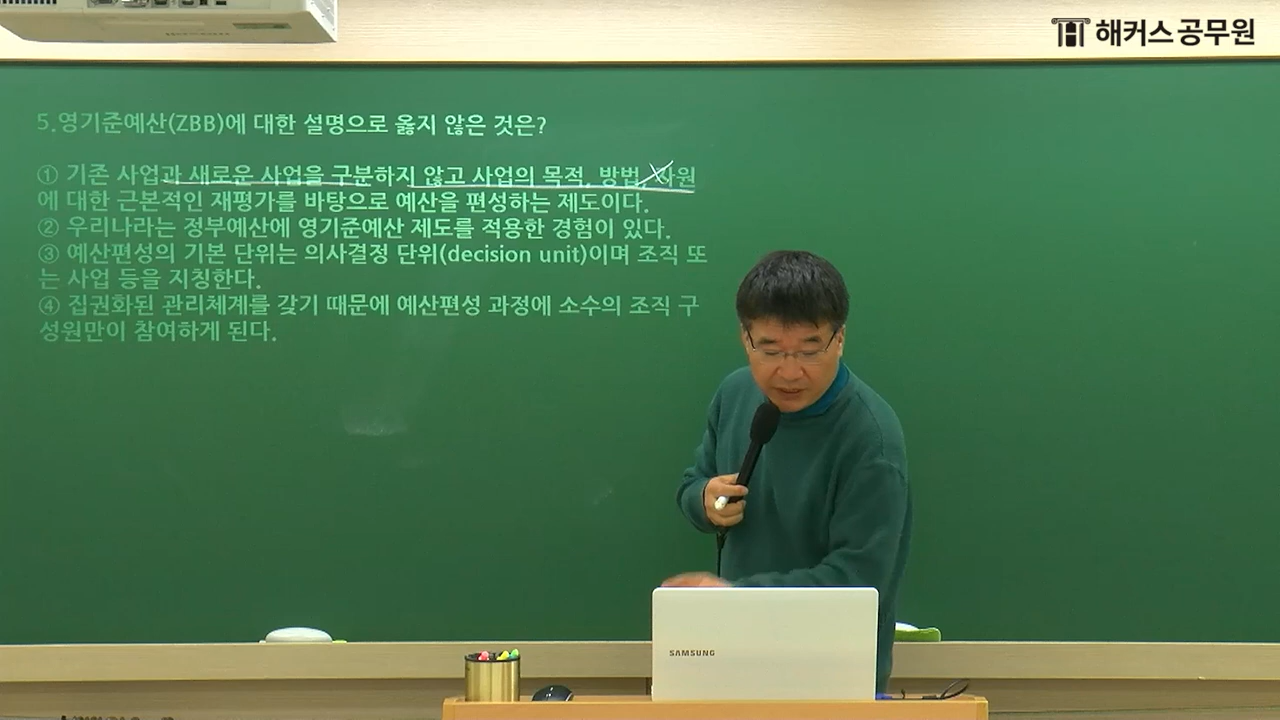 해커스공무원
5.영기준예산(ZBB)에 대한 설명으로 옳지 않은 것은?
① 기존 사업과 새로운 사업을 구분하지 않고 사업의 목적, 방법, 자원
에 대한 근본적인 재평가를 바탕으로 예산을 편성하는 제도이다.
② 우리나라는 정부예산에 영기준예산 제도를 적용한 경험이 있다.
③ 예산편성의 기본 단위는 의사결정 단위(decision unit)이며 조직 또
는 사업 등을 지칭한다.
④ 집권화된 관리체계를 갖기 때문에 예산편성 과정에 소수의 조직 구
성원만이 참여하게 된다.
SAMSUNG